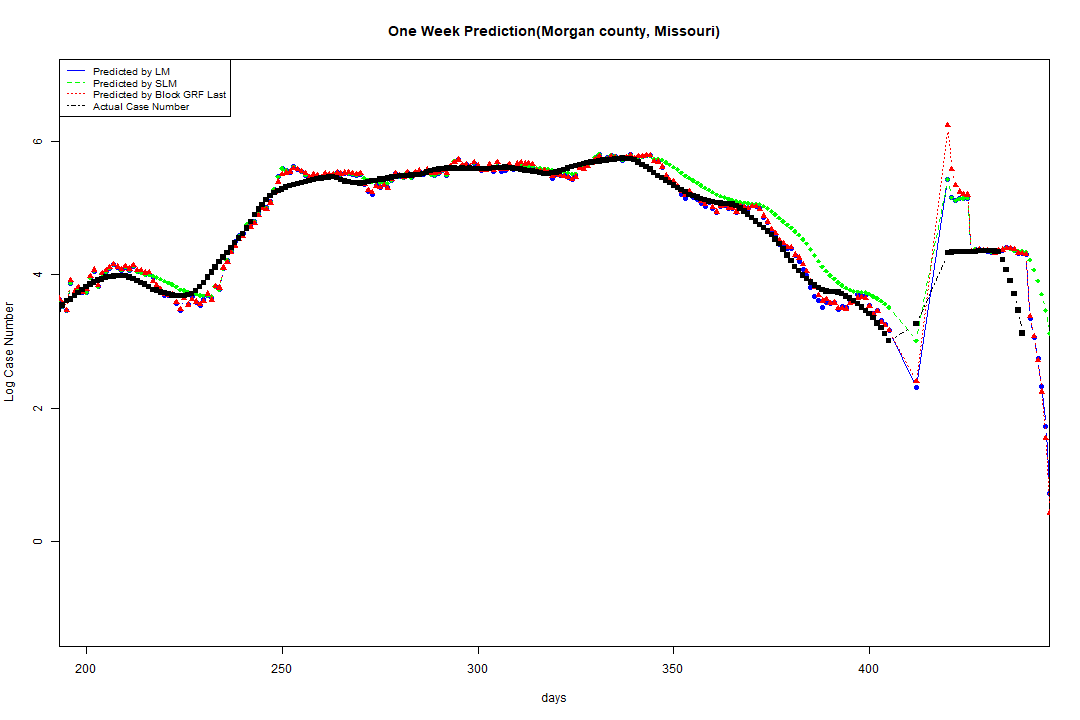 One Week Prediction(Morgan county, Missouri)
Predicted by LM
Predicted by SLM
Predicted by Block GRF Last
Actual Case Number
6
4
2
0
Log Case Number
200 250 300 350 400
days